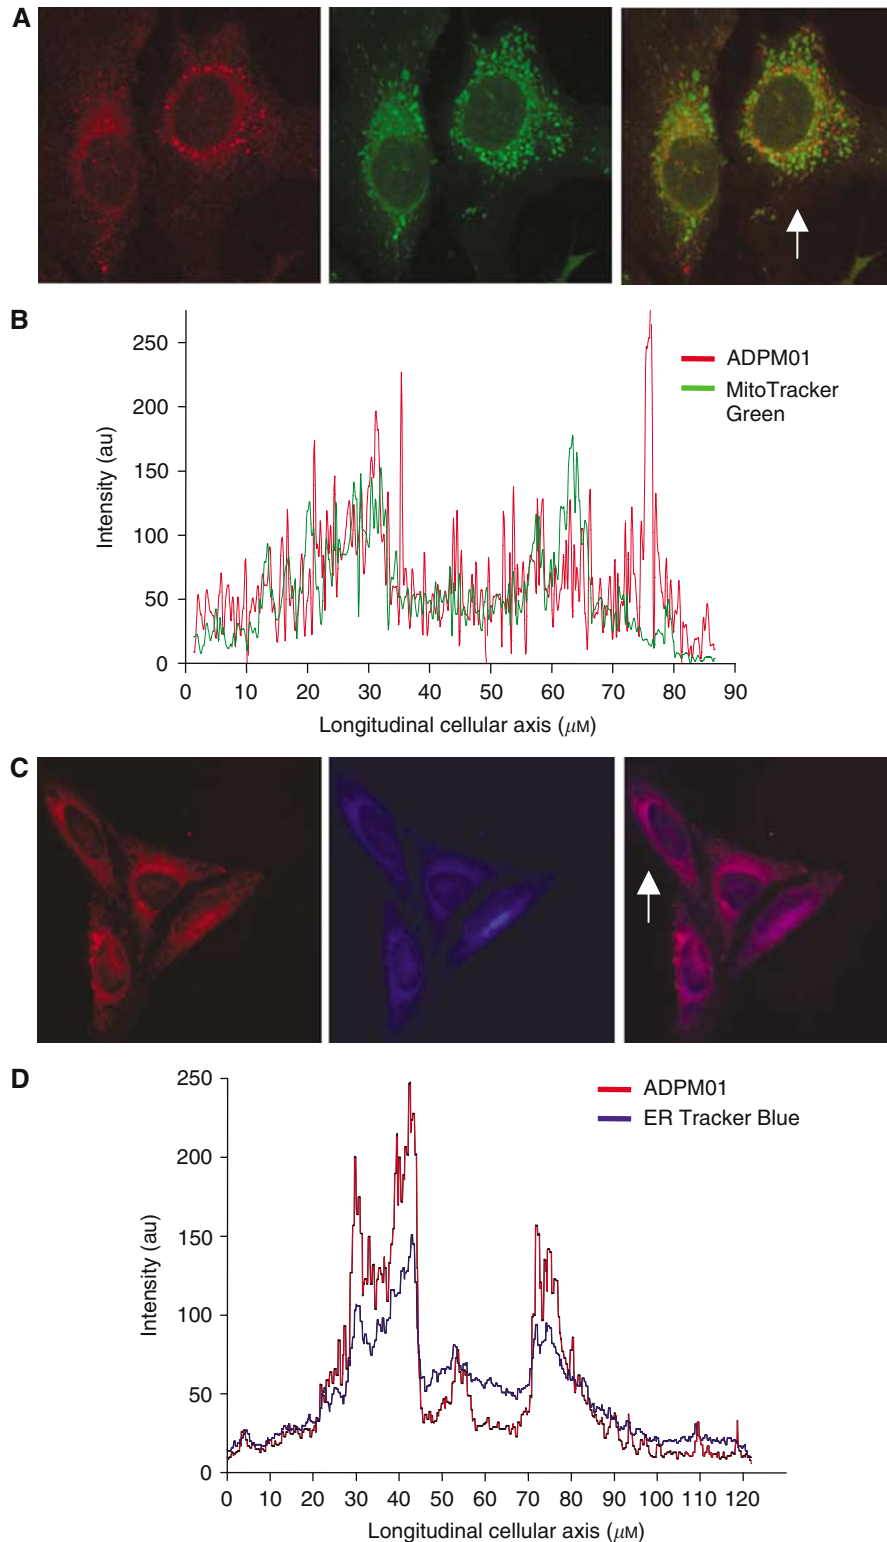 A
B
250
200
150
100
50
0
Intensity (au)
ADPM01
MitoTracker
Green
0 10 20 30 40 50 60 70 80 90
Longitudinal cellular axis (μM)
C
D
250
200
150
100
50
0
Intensity (au)
ADPM01
ER Tracker Blue
0 10 20 30 40 50 60 70 80 90 100 110 120
Longitudinal cellular axis (μM)